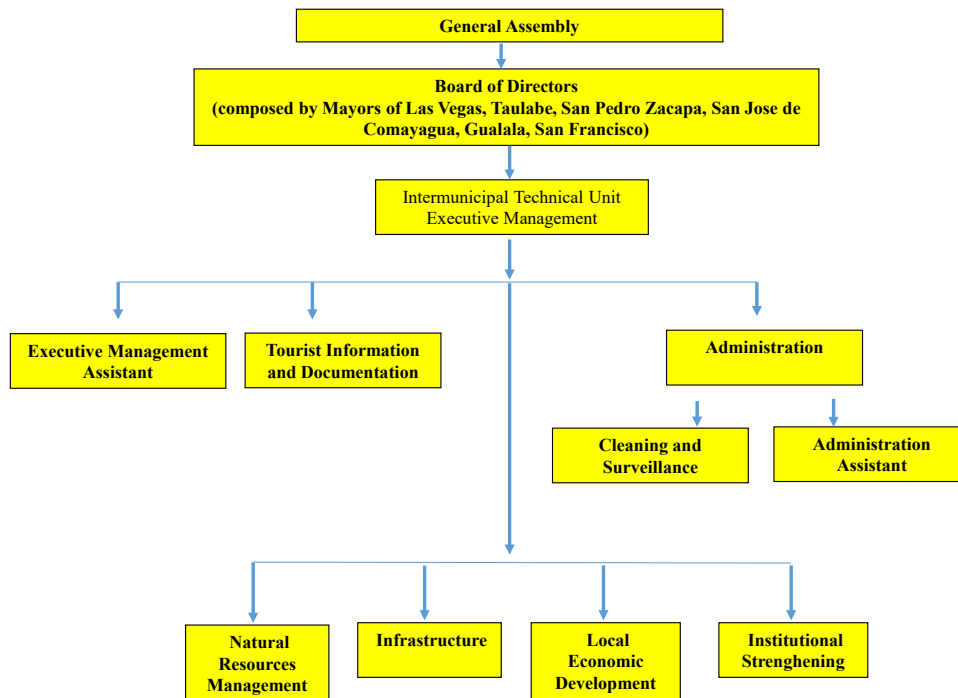 General Assembly
Board of Directors
(composed by Mayors of Las Vegas, Taulabe, San Pedro Zacapa, San Jose de
Comayagua, Gualala, San Francisco)
Intermunicipal Technical Unit
Executive Management
Executive Management
Assistant
Tourist Information
and Documentation
Administration
Cleaning and
Surveillance
Administration
Assistant
Natural
Resources
Management
Infrastructure
Local
Economic
Development
Institutional
Strenghening